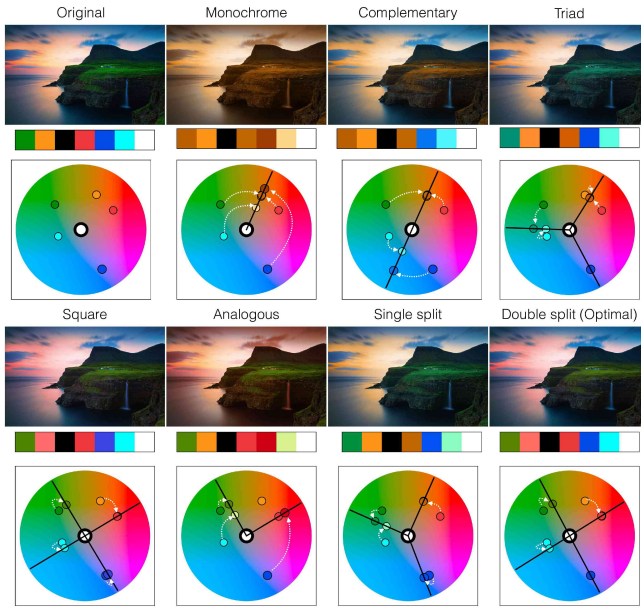 Original
Monochrome
Complementary
Triad
Square
Analogous
Single split
Double split (Optimal)